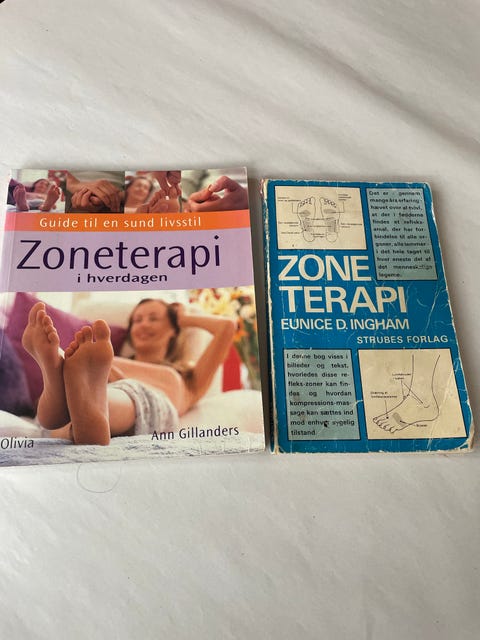 Guide til en sund livsstil
Zoneterapi
i hverdagen
Olivia
Ann Gillanders
Det er gennem
mange års erfaring
hævet over al tvivl,
at der i fødderne
findes et refleks-
areal, der har for-
bindelse til alle or-
ganer, alle lemmer
i det hele taget til
hver eneste del af
det menneskelige
legeme.
ZONE
TERAPI
EUNICE D. INGHAM
STRUBES FORLAG
I denne bog vises i
billeder og tekst,
hvorledes disse re-
fleks-zoner kan fin-
des og hvordan
kompressions-mas-
sage kan sættes ind
mod enhver sygelig
tilstand.